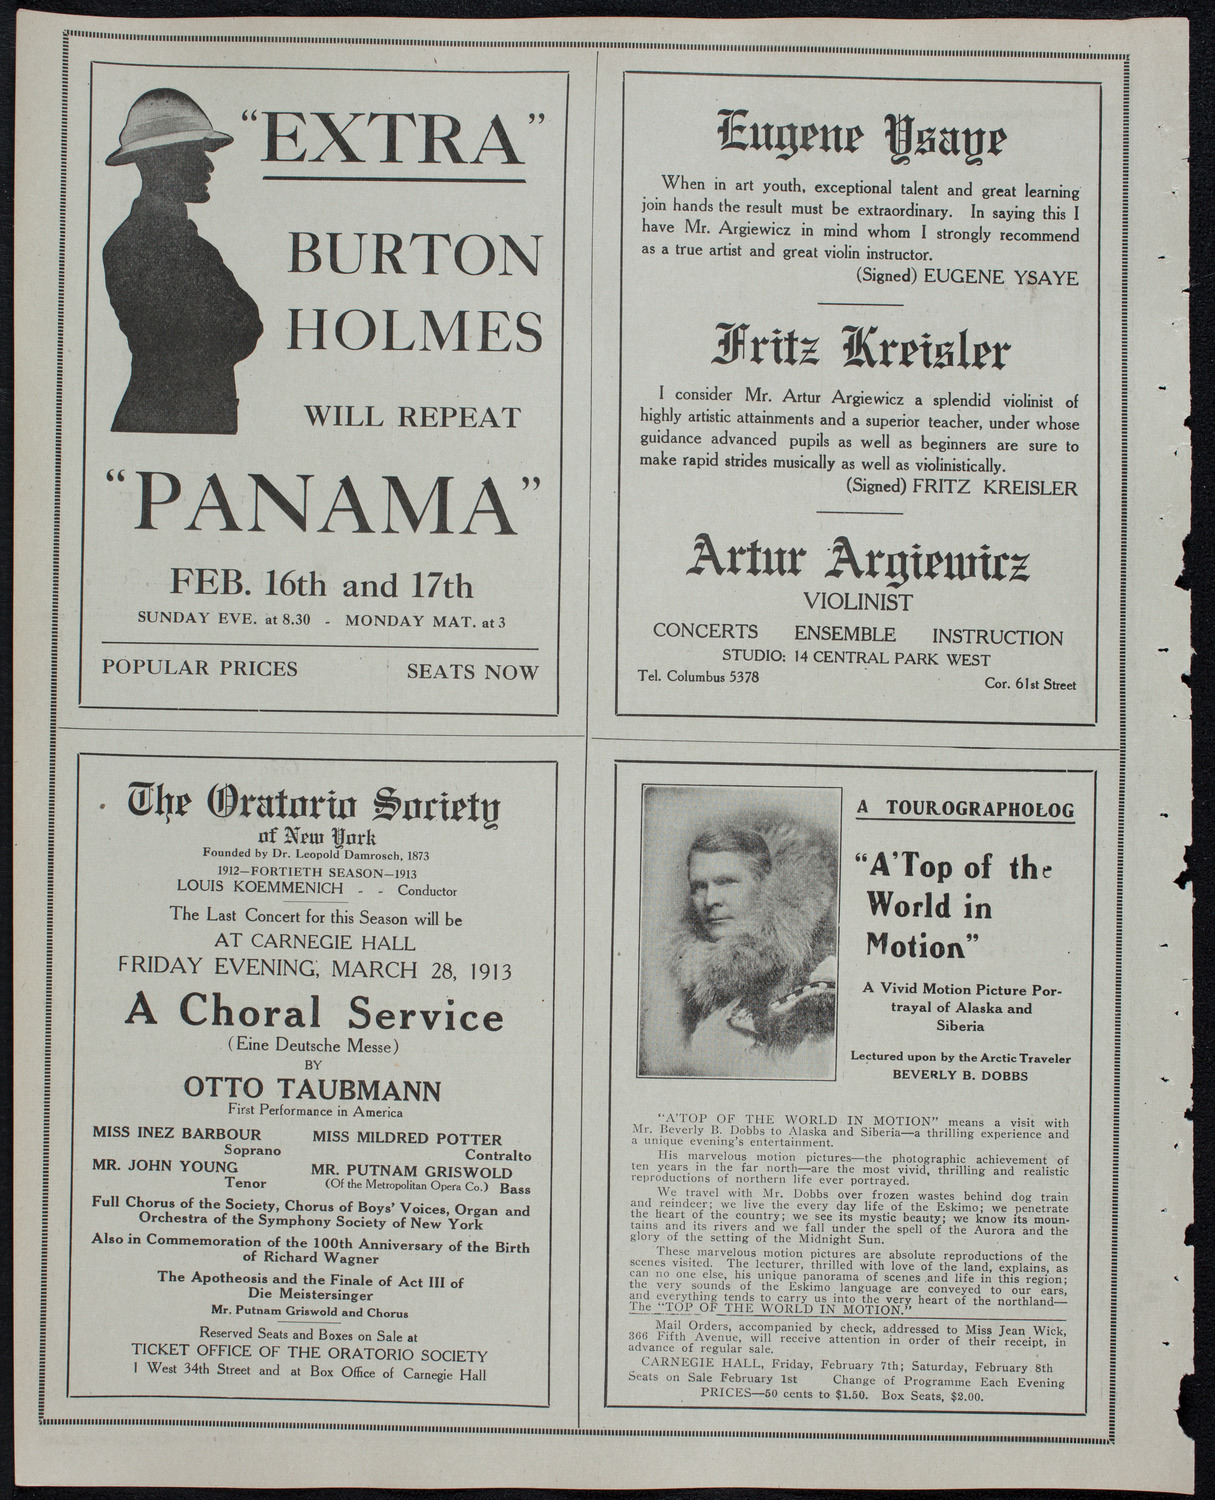 "EXTRA"
BURTON
HOLMES
WILL REPEAT
"PANAMA"
FEB. 16th and 17th
SUNDAY EVE. at 8.30 - MONDAY MAT. at 3
POPULAR PRICES SEATS NOW
Eugene Ysaye
When in art youth, exceptional talent and great learning
join hands the result must be extraordinary. In saying this I
have Mr. Argiewicz in mind whom I strongly recommend
as a true artist and great violin instructor.
(Signed) EUGENE YSAYE
Fritz Kreisler
I consider Mr. Artur Argiewicz a splendid violinist of
highly artistic attainments and a superior teacher, under whose
guidance advanced pupils as well as beginners are sure to
make rapid strides musically as well as violinistically.
(Signed) FRITZ KREISLER
Artur Argiewicz
VIOLINIST
CONCERTS ENSEMBLE INSTRUCTION
STUDIO: 14 CENTRAL PARK WEST
Tel. Columbus 5378 Cor. 61st Street
The Oratorio Society
of New York
Founded by Dr. Leopold Damrosch, 1873
1912—FORTIETH SEASON—1913
LOUIS KOEMMENICH - - Conductor
The Last Concert for this Season will be
AT CARNEGIE HALL
FRIDAY EVENING, MARCH 28, 1913
A Choral Service
(Eine Deutsche Messe)
BY
OTTO TAUBMANN
First Performance in America
MISS INEZ BARBOUR MISS MILDRED POTTER
Soprano Contralto
MR. JOHN YOUNG MR. PUTNAM GRISWOLD
Tenor (Of the Metropolitan Opera Co.) Bass
Full Chorus of the Society, Chorus of Boys' Voices, Organ and
Orchestra of the Symphony Society of New York
Also in Commemoration of the 100th Anniversary of the Birth
of Richard Wagner
The Apotheosis and the Finale of Act III of
Die Meistersinger
Mr. Putnam Griswold and Chorus
Reserved Seats and Boxes on Sale at
TICKET OFFICE OF THE ORATORIO SOCIETY
1 West 34th Street and at Box Office of Carnegie Hall
A TOUROGRAPHOLOG
"A'Top of the
World in
Motion"
A Vivid Motion Picture Por-
trayal of Alaska and
Siberia
Lectured upon by the Arctic Traveler
BEVERLY B. DOBBS
"A'TOP OF THE WORLD IN MOTION" means a visit with
Mr. Beverly B. Dobbs to Alaska and Siberia—a thrilling experience and
a unique evening's entertainment.
His marvelous motion pictures—the photographic achievement of
ten years in the far north—are the most vivid, thrilling and realistic
reproductions of northern life ever portrayed.
We travel with Mr. Dobbs over frozen wastes behind dog train
and reindeer; we live the every day life of the Eskimo; we penetrate
the heart of the country; we see its mystic beauty; we know its moun-
tains and its rivers and we fall under the spell of the Aurora and the
glory of the setting of the Midnight Sun.
These marvelous motion pictures are absolute reproductions of the
scenes visited. The lecturer, thrilled with love of the land, explains, as
can no one else, his unique panorama of scenes and life in this region;
the very sounds of the Eskimo language are conveyed to our ears,
and everything tends to carry us into the very heart of the northland—
The "TOP OF THE WORLD IN MOTION."
Mail Orders, accompanied by check, addressed to Miss Jean Wick,
366 Fifth Avenue, will receive attention in order of their receipt, in
advance of regular sale.
CARNEGIE HALL, Friday, February 7th; Saturday, February 8th
Seats on Sale February 1st Change of Programme Each Evening
PRICES—50 cents to $1.50. Box Seats, $2.00.